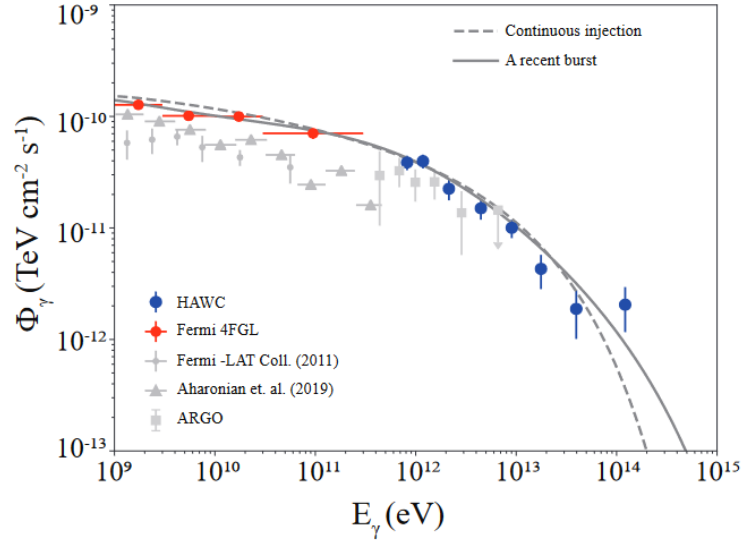 10⁻⁹
Continuous injection
A recent burst
10⁻¹⁰
Φγ (TeV cm⁻² s⁻¹)
10⁻¹¹
HAWC
Fermi 4FGL
10⁻¹²
Fermi -LAT Coll. (2011)
Aharonian et. al. (2019)
ARGO
10⁻¹³
10⁹ 10¹⁰ 10¹¹ 10¹² 10¹³ 10¹⁴ 10¹⁵
Eγ (eV)